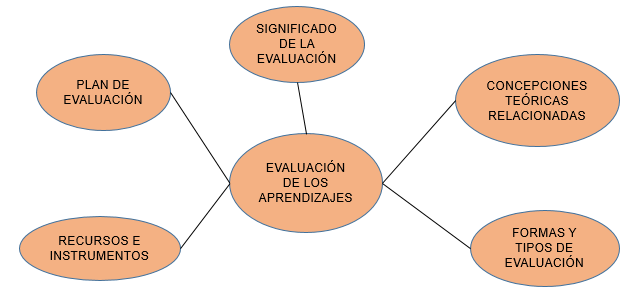 SIGNIFICADO
DE LA
EVALUACIÓN
PLAN DE
EVALUACIÓN
CONCEPCIONES
TEÓRICAS
RELACIONADAS
EVALUACIÓN
DE LOS
APRENDIZAJES
RECURSOS E
INSTRUMENTOS
FORMAS Y
TIPOS DE
EVALUACIÓN